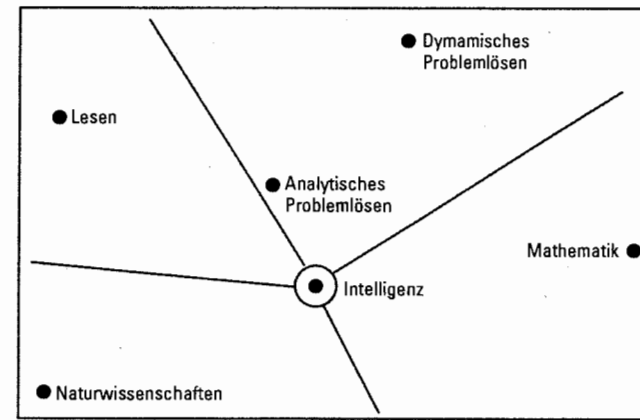 Dymamisches
Problemlösen
Lesen
Analytisches
Problemlösen
Mathematik
Intelligenz
Naturwissenschaften